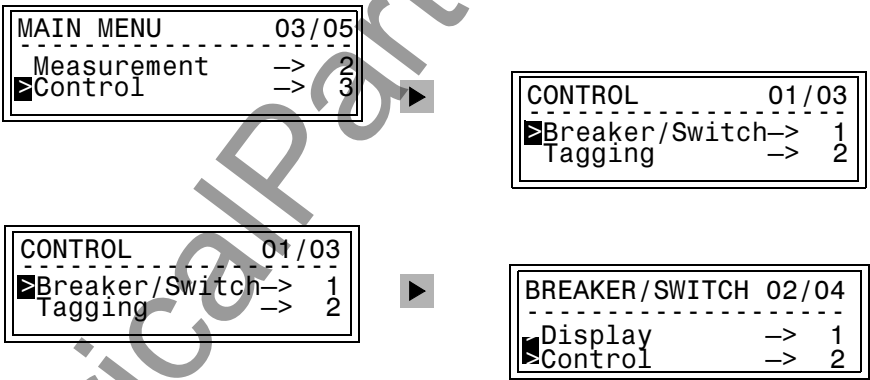 MAIN MENU 03/05
Measurement —> 2
>Control —> 3
CONTROL 01/03
>Breaker/Switch—> 1
Tagging —> 2
CONTROL 01/03
>Breaker/Switch—> 1
Tagging —> 2
BREAKER/SWITCH 02/04
Display —> 1
>Control —> 2
icalPart